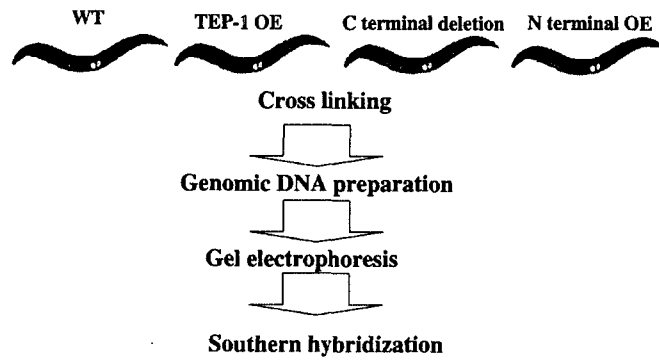 WT TEP-1 OE C terminal deletion N terminal OE
Cross linking
Genomic DNA preparation
Gel electrophoresis
Southern hybridization